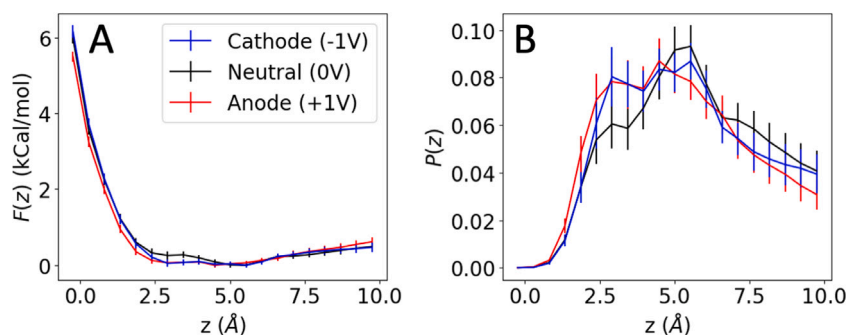 A
Cathode (-1V)
Neutral (0V)
Anode (+1V)
F(z) (kCal/mol)
6
4
2
0
0.0 2.5 5.0 7.5 10.0
z (Å)
B
P(z)
0.10
0.08
0.06
0.04
0.02
0.00
0.0 2.5 5.0 7.5 10.0
z (Å)